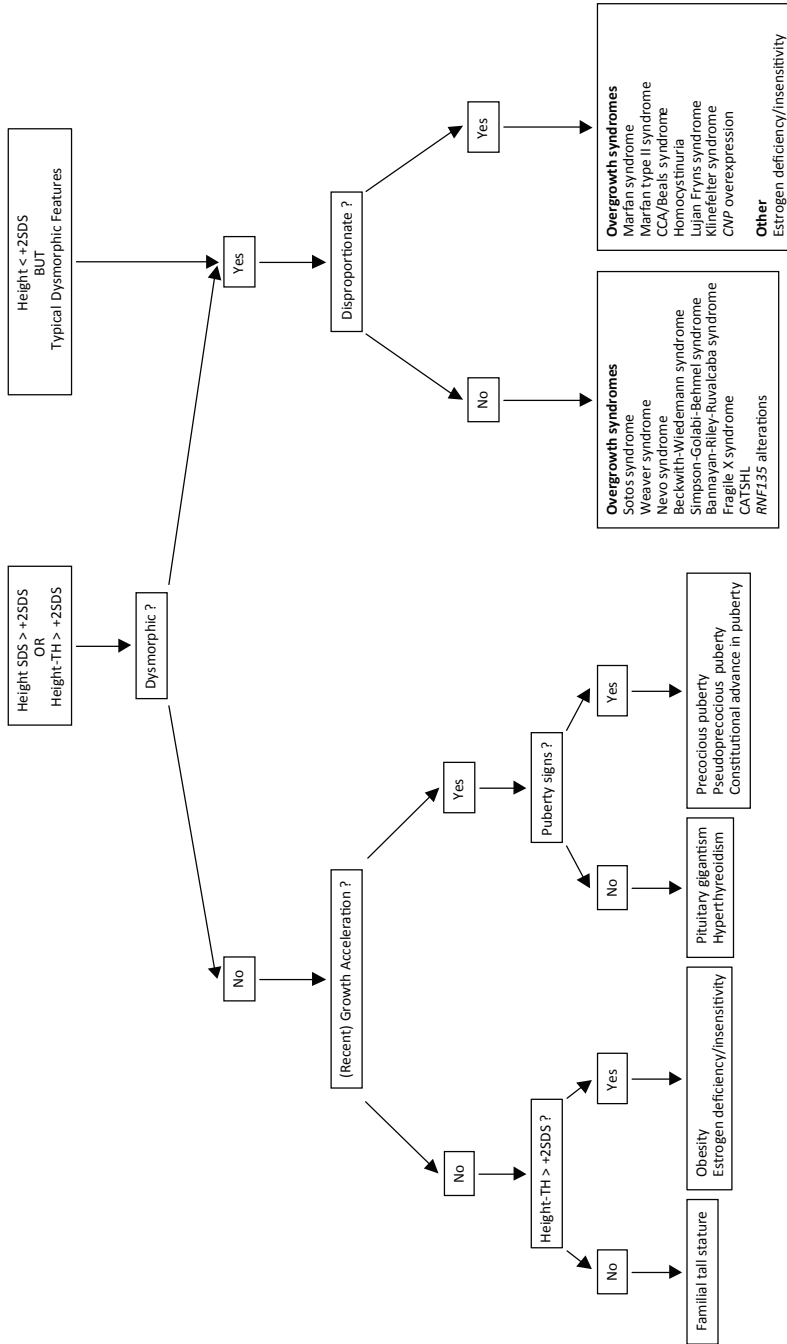 Height SDS > +2SDS
OR
Height-TH > +2SDS
Height < +2SDS
BUT
Typical Dysmorphic Features
Dysmorphic ?
No
Yes
(Recent) Growth Acceleration ?
Disproportionate ?
No
Yes
No
Yes
Height-TH > +2SDS ?
Puberty signs ?
No
Yes
No
Yes
Familial tall stature
Obesity
Estrogen deficiency/insensitivity
Pituitary gigantism
Hyperthyreoidism
Precocious puberty
Pseudoprecocious puberty
Constitutional advance in puberty
Overgrowth syndromes
Sotos syndrome
Weaver syndrome
Nevo syndrome
Beckwith-Wiedemann syndrome
Simpson-Golabi-Behmel syndrome
Bannayan-Riley-Ruvalcaba syndrome
Fragile X syndrome
CATSHL
RNF135 alterations
Overgrowth syndromes
Marfan syndrome
Marfan type II syndrome
CCA/Beals syndrome
Homocystinuria
Lujan Fryns syndrome
Klinefelter syndrome
CNP overexpression
Other
Estrogen deficiency/insensitivity